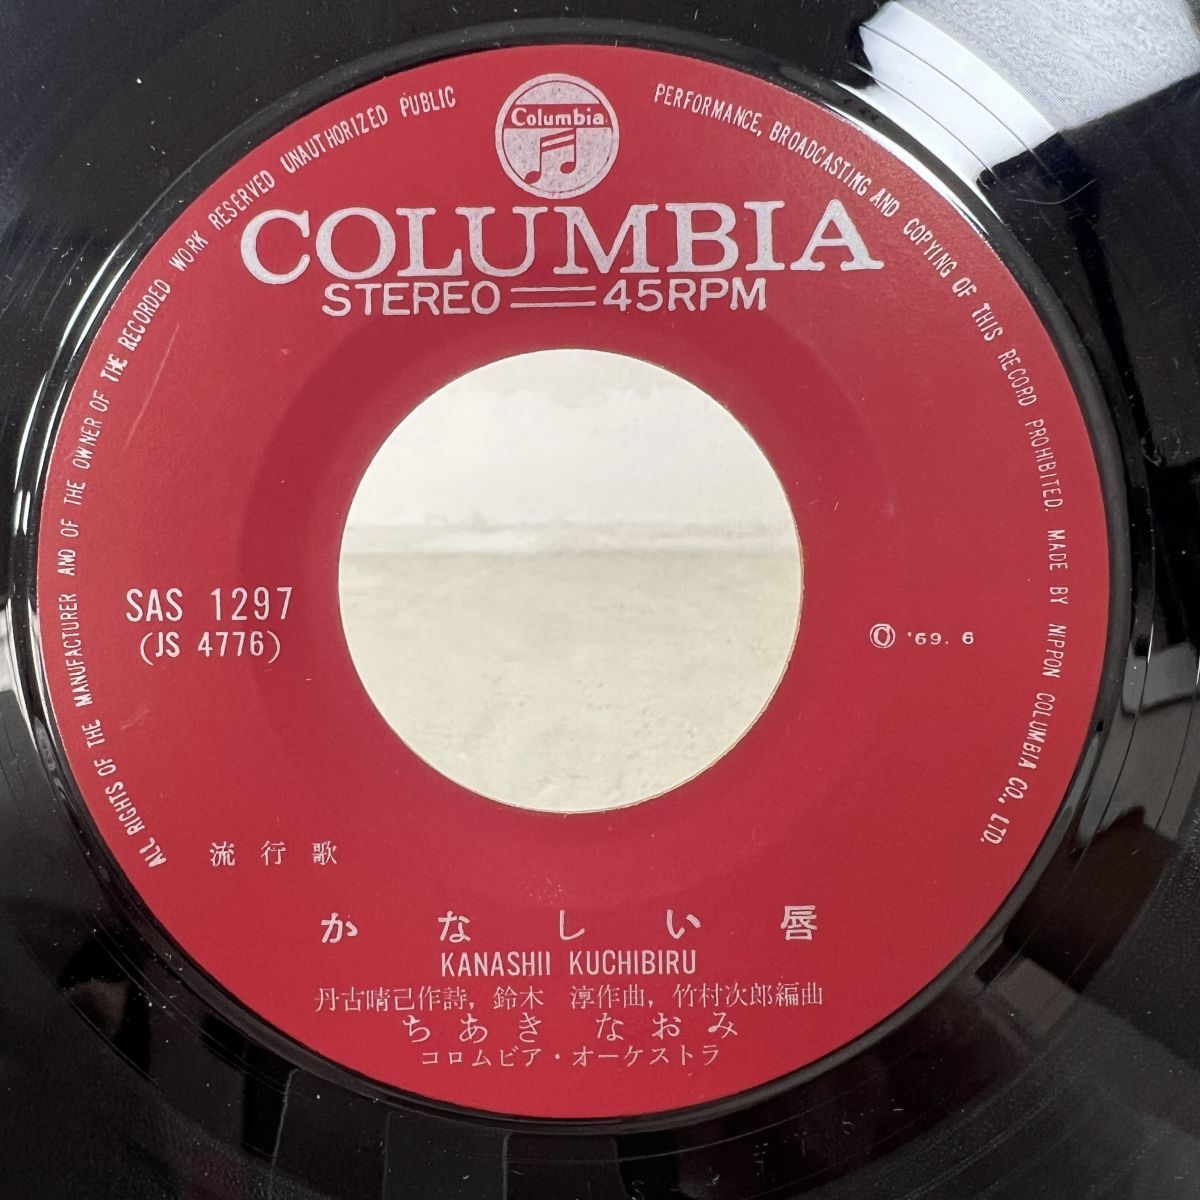 ALL RIGHTS OF THE MANUFACTURER AND OF THE OWNER OF THE RECORDED WORK RESERVED UNAUTHORIZED PUBLIC PERFORMANCE, BROADCASTING AND COPYING OF THIS RECORD PROHIBITED. MADE BY NIPPON COLUMBIA CO., LTD.
Columbia
COLUMBIA
STEREO 45RPM
SAS 1297
(JS 4776)
Ⓟ '69. 6
流行歌
かなしい唇
KANASHII KUCHIBIRU
丹古晴己作詩, 鈴木 淳作曲, 竹村次郎編曲
ちあき なおみ
コロムビア・オーケストラ